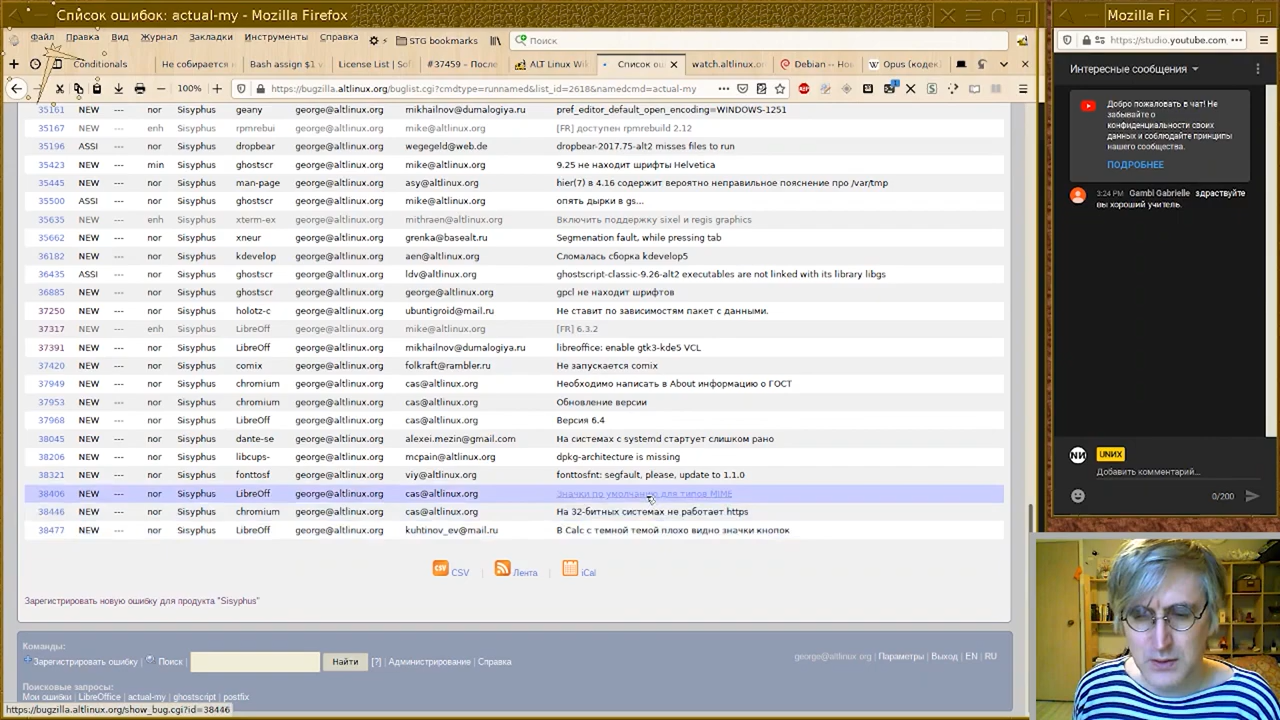 Список ошибок: actual-my - Mozilla Firefox
Файл Правка Вид Журнал Закладки Инструменты Справка STG bookmarks Поиск
Conditionals Не собирается Bash assign $1 License List | Sof #37459 – После ALT Linux Wik Список ош watch.altlinux.org Debian -- Ho Opus (кодек
100% https://bugzilla.altlinux.org/buglist.cgi?cmdtype=runnamed&list_id=2618&namedcmd=actual-my
35161 NEW --- nor Sisyphus geany george@altlinux.org mikhailnov@dumalogiya.ru pref_editor_default_open_encoding=WINDOWS-1251
35167 NEW --- enh Sisyphus rpmrebui george@altlinux.org mike@altlinux.org [FR] доступен rpmrebuild 2.12
35196 ASSI --- nor Sisyphus dropbear george@altlinux.org wegegeld@web.de dropbear-2017.75-alt2 misses files to run
35423 NEW --- min Sisyphus ghostscr george@altlinux.org mike@altlinux.org 9.25 не находит шрифты Helvetica
35445 NEW --- nor Sisyphus man-page george@altlinux.org asy@altlinux.org hier(7) в 4.16 содержит вероятно неправильное пояснение про /var/tmp
35500 ASSI --- nor Sisyphus ghostscr george@altlinux.org mike@altlinux.org опять дырки в gs...
35635 NEW --- enh Sisyphus xterm-ex george@altlinux.org mithraen@altlinux.org Включить поддержку sixel и regis graphics
35662 NEW --- nor Sisyphus xneur george@altlinux.org grenka@basealt.ru Segmenation fault, while pressing tab
36182 NEW --- nor Sisyphus kdevelop george@altlinux.org aen@altlinux.org Сломалась сборка kdevelop5
36435 ASSI --- nor Sisyphus ghostscr george@altlinux.org ldv@altlinux.org ghostscript-classic-9.26-alt2 executables are not linked with its library libgs
36885 NEW --- nor Sisyphus ghostscr george@altlinux.org george@altlinux.org gpcl не находит шрифтов
37250 NEW --- nor Sisyphus holotz-c george@altlinux.org ubuntigroid@mail.ru Не ставит по зависимостям пакет с данными.
37317 NEW --- enh Sisyphus LibreOff george@altlinux.org mike@altlinux.org [FR] 6.3.2
37391 NEW --- nor Sisyphus LibreOff george@altlinux.org mikhailnov@dumalogiya.ru libreoffice: enable gtk3-kde5 VCL
37420 NEW --- nor Sisyphus comix george@altlinux.org folkraft@rambler.ru Не запускается comix
37949 NEW --- nor Sisyphus chromium george@altlinux.org cas@altlinux.org Необходимо написать в About информацию о ГОСТ
37953 NEW --- nor Sisyphus chromium george@altlinux.org cas@altlinux.org Обновление версии
37968 NEW --- nor Sisyphus LibreOff george@altlinux.org cas@altlinux.org Версия 6.4
38045 NEW --- nor Sisyphus dante-se george@altlinux.org alexei.mezin@gmail.com На системах с systemd стартует слишком рано
38206 NEW --- nor Sisyphus libcups- george@altlinux.org mcpain@altlinux.org dpkg-architecture is missing
38321 NEW --- nor Sisyphus fonttosf george@altlinux.org viy@altlinux.org fonttosfnt: segfault, please, update to 1.1.0
38406 NEW --- nor Sisyphus LibreOff george@altlinux.org cas@altlinux.org Значки по умолчанию для типов MIME
38446 NEW --- nor Sisyphus chromium george@altlinux.org cas@altlinux.org На 32-битных системах не работает https
38477 NEW --- nor Sisyphus LibreOff george@altlinux.org kuhtinov_ev@mail.ru В Calc с темной темой плохо видно значки кнопок
CSV | Лента | iCal
Зарегистрировать новую ошибку для продукта "Sisyphus"
Команды:
Зарегистрировать ошибку | Поиск Найти [?] | Администрирование | Справка
george@altlinux.org | Параметры | Выход | EN | RU
Поисковые запросы:
Мои ошибки | LibreOffice | actual-my | ghostscript | postfix
https://bugzilla.altlinux.org/show_bug.cgi?id=38446
Mozilla Fi
https://studio.youtube.com
Интересные сообщения
Добро пожаловать в чат! Не
забывайте о
конфиденциальности своих
данных и соблюдайте принципы
нашего сообщества.
ПОДРОБНЕЕ
3:24 PM Gambl Gabrielle здраствуйте
вы хороший учитель.
UNИX
Добавить комментарий...
0/200